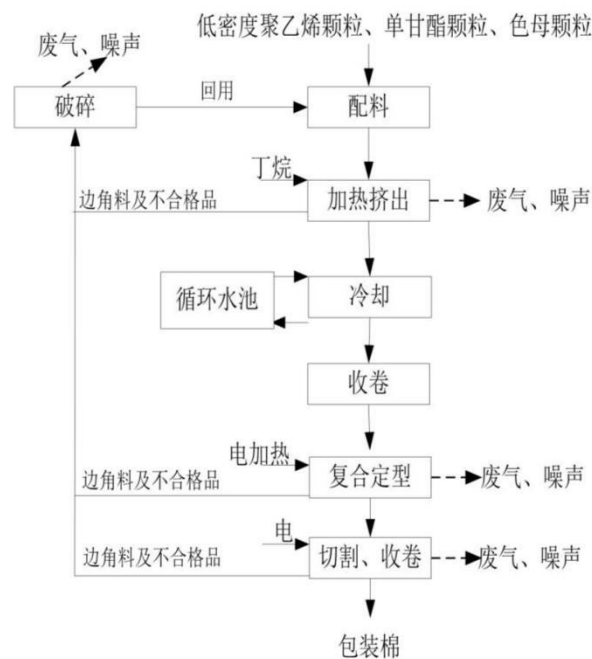 低密度聚乙烯颗粒、单甘酯颗粒、色母颗粒
废气、噪声
破碎
回用
配料
丁烷
边角料及不合格品
加热挤出
废气、噪声
循环水池
冷却
收卷
电加热
边角料及不合格品
复合定型
废气、噪声
电
边角料及不合格品
切割、收卷
废气、噪声
包装棉